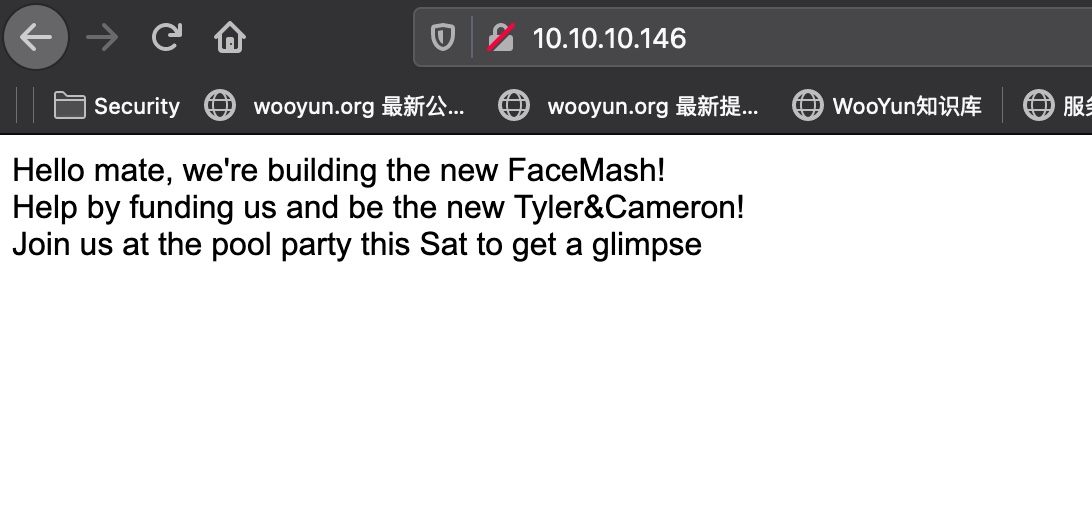 10.10.10.146
Security wooyun.org 最新公... wooyun.org 最新提... WooYun知识库
Hello mate, we're building the new FaceMash!
Help by funding us and be the new Tyler&Cameron!
Join us at the pool party this Sat to get a glimpse